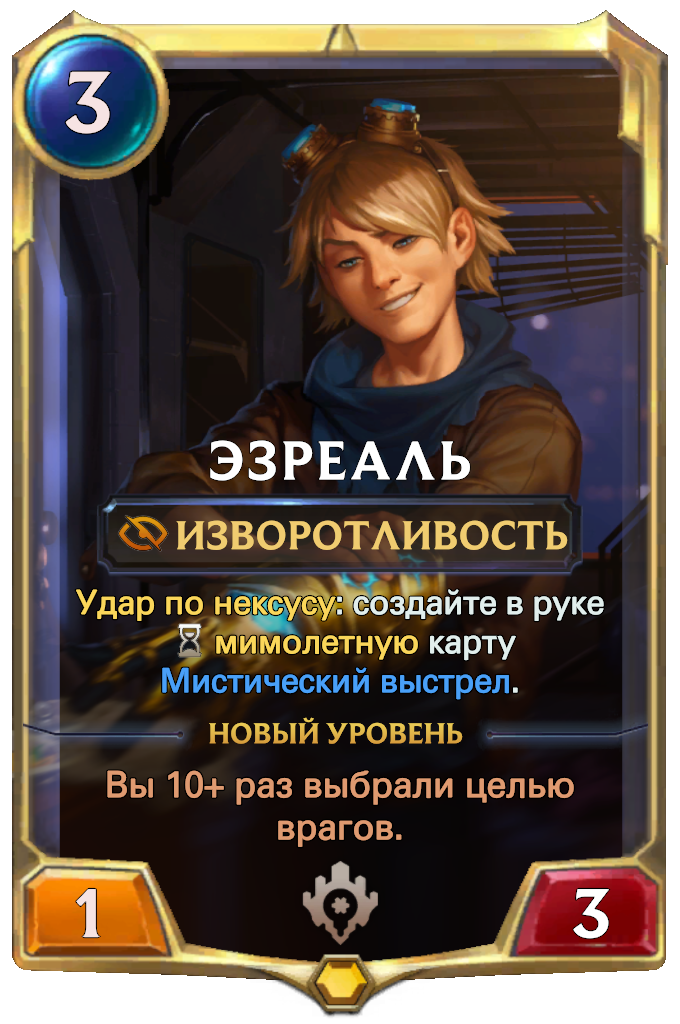 3
ЭЗРЕАЛЬ
ИЗВОРОТЛИВОСТЬ
Удар по нексусу: создайте в руке
мимолетную карту
Мистический выстрел.
НОВЫЙ УРОВЕНЬ
Вы 10+ раз выбрали целью
врагов.
1
3